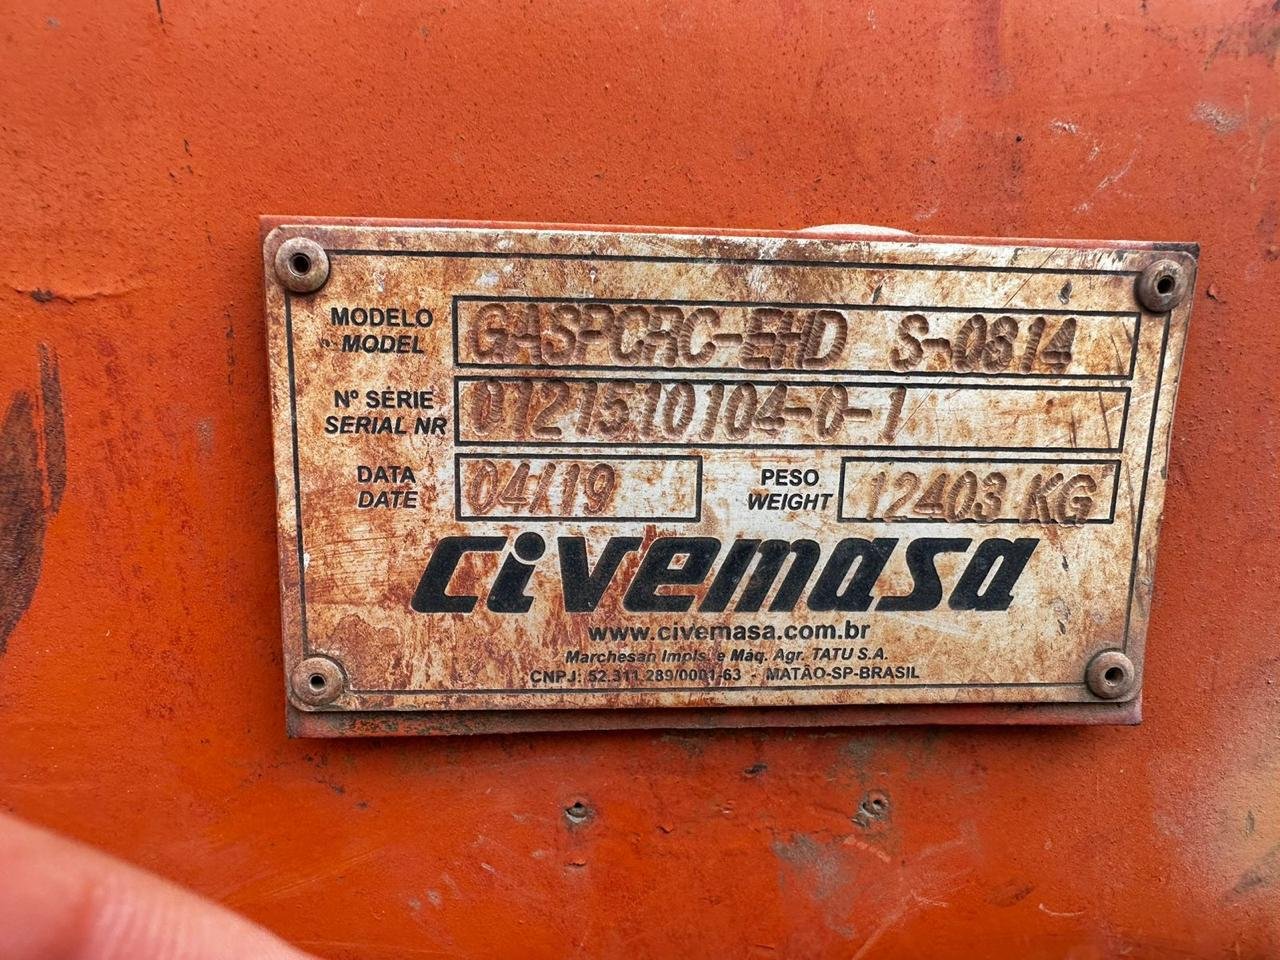 MODELO
MODEL
GASPCRC-EHD S-0814
Nº SÉRIE
SERIAL NR
0721510104-0-1
DATA
DATE
04/19
PESO
WEIGHT
12403 KG
civemasa
www.civemasa.com.br
Marchesan Impls. e Máq. Agr. TATU S.A.
CNPJ: 52.311.289/0001-63 - MATÃO-SP-BRASIL